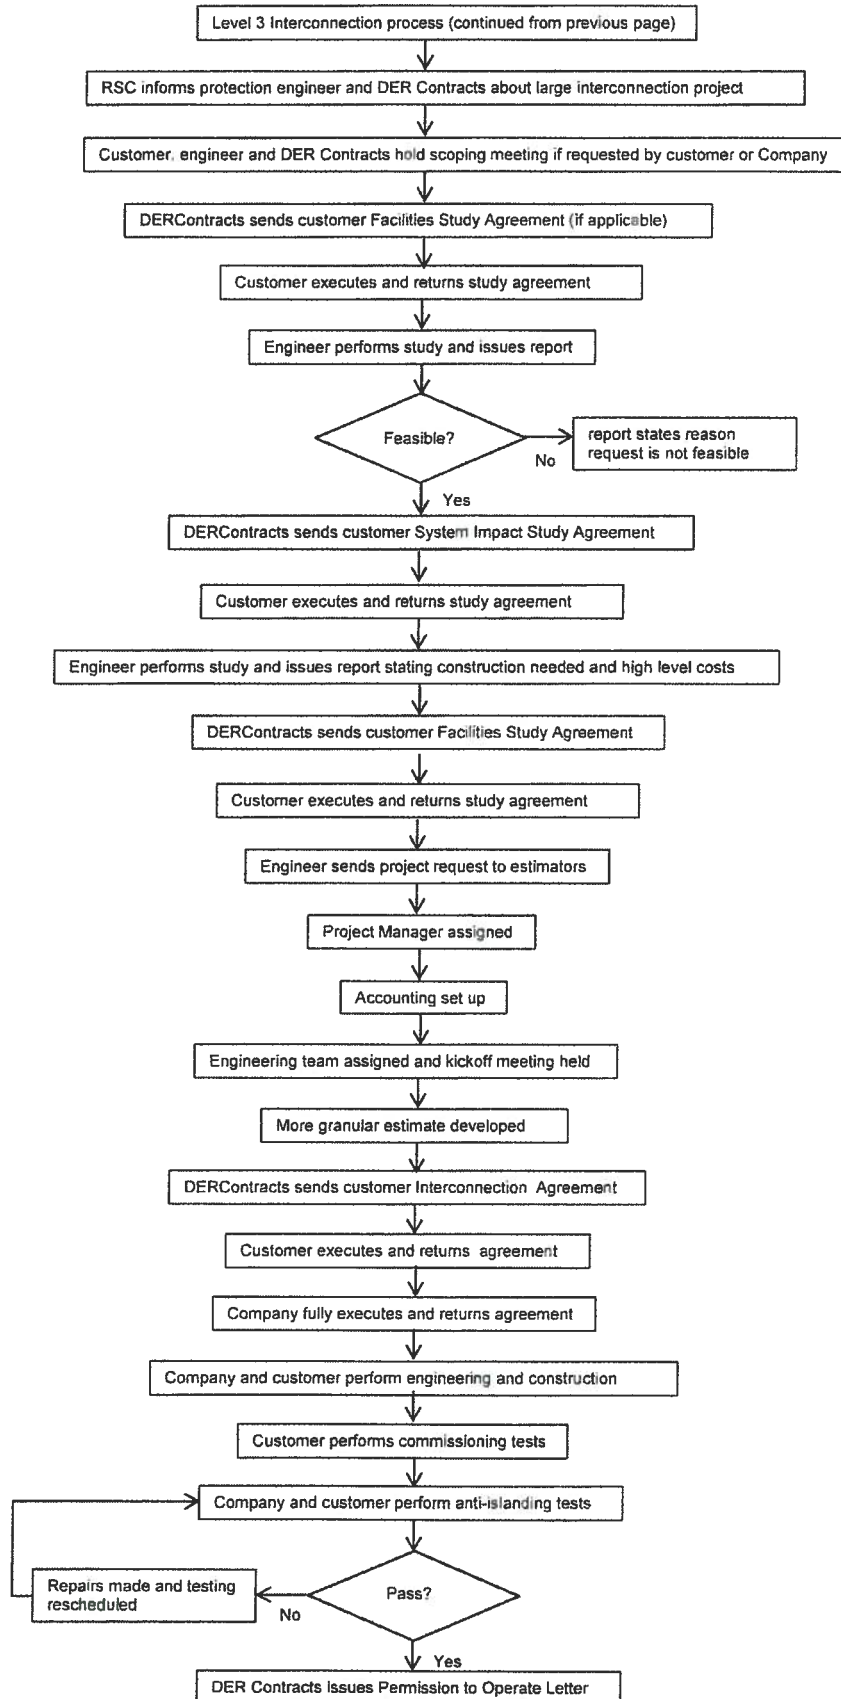 Level 3 Interconnection process (continued from previous page)
RSC informs protection engineer and DER Contracts about large interconnection project
Customer, engineer and DER Contracts hold scoping meeting if requested by customer or Company
DERContracts sends customer Facilities Study Agreement (if applicable)
Customer executes and returns study agreement
Engineer performs study and issues report
Feasible?
report states reason
request is not feasible
No
Yes
DERContracts sends customer System Impact Study Agreement
Customer executes and returns study agreement
Engineer performs study and issues report stating construction needed and high level costs
DERContracts sends customer Facilities Study Agreement
Customer executes and returns study agreement
Engineer sends project request to estimators
Project Manager assigned
Accounting set up
Engineering team assigned and kickoff meeting held
More granular estimate developed
DERContracts sends customer Interconnection Agreement
Customer executes and returns agreement
Company fully executes and returns agreement
Company and customer perform engineering and construction
Customer performs commissioning tests
Company and customer perform anti-islanding tests
Repairs made and testing
rescheduled
Pass?
No
Yes
DER Contracts Issues Permission to Operate Letter